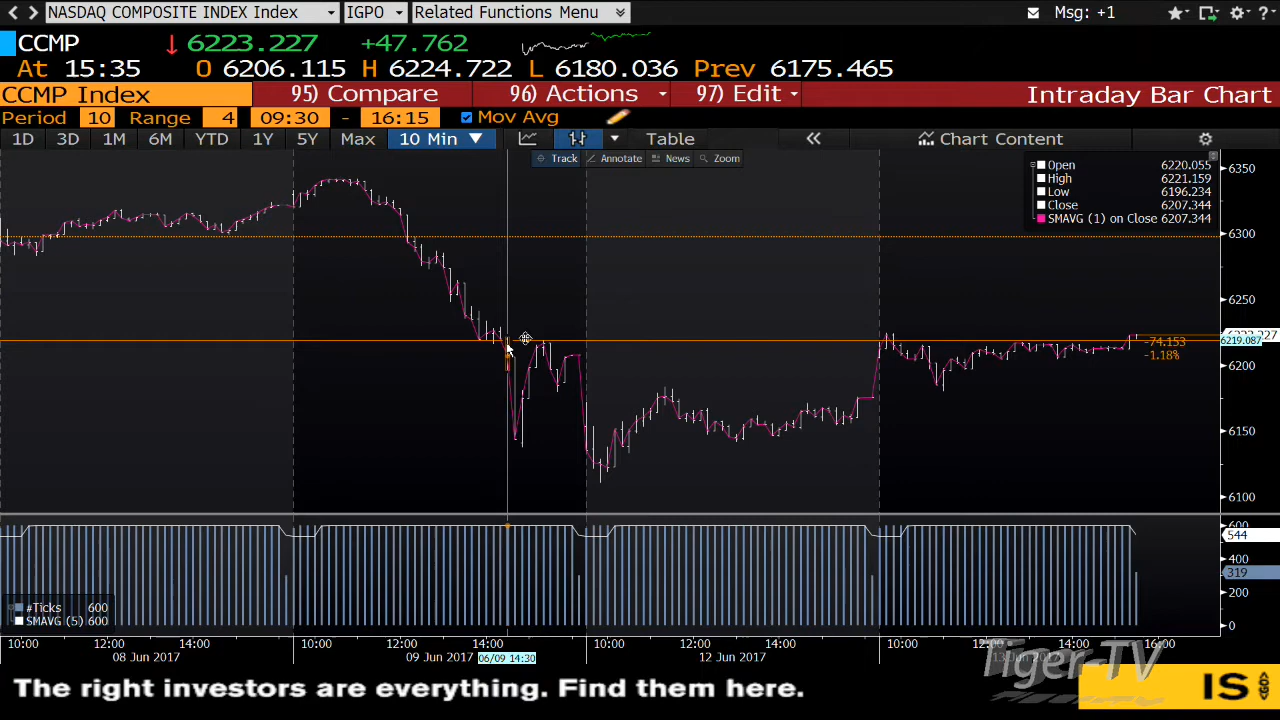 NASDAQ COMPOSITE INDEX Index IGPO Related Functions Menu Msg: +1
CCMP 6223.227 +47.762
At 15:35 O 6206.115 H 6224.722 L 6180.036 Prev 6175.465
CCMP Index 95) Compare 96) Actions 97) Edit Intraday Bar Chart
Period 10 Range 4 09:30 - 16:15 Mov Avg
1D 3D 1M 6M YTD 1Y 5Y Max 10 Min Table Chart Content
Track Annotate News Zoom
Open 6220.055
High 6221.159
Low 6196.234
Close 6207.344
SMAVG (1) on Close 6207.344
6350
6300
6250
6223.227
6219.087
-74.153
-1.18%
6200
6150
6100
600
544
400
319
200
0
#Ticks 600
SMAVG (5) 600
10:00 12:00 14:00 10:00 12:00 14:00 10:00 12:00 14:00 10:00 12:00 14:00 16:00
08 Jun 2017 09 Jun 2017 06/09 14:30 12 Jun 2017 13 Jun 2017
Tiger-TV
The right investors are everything. Find them here.
IS
ADVG